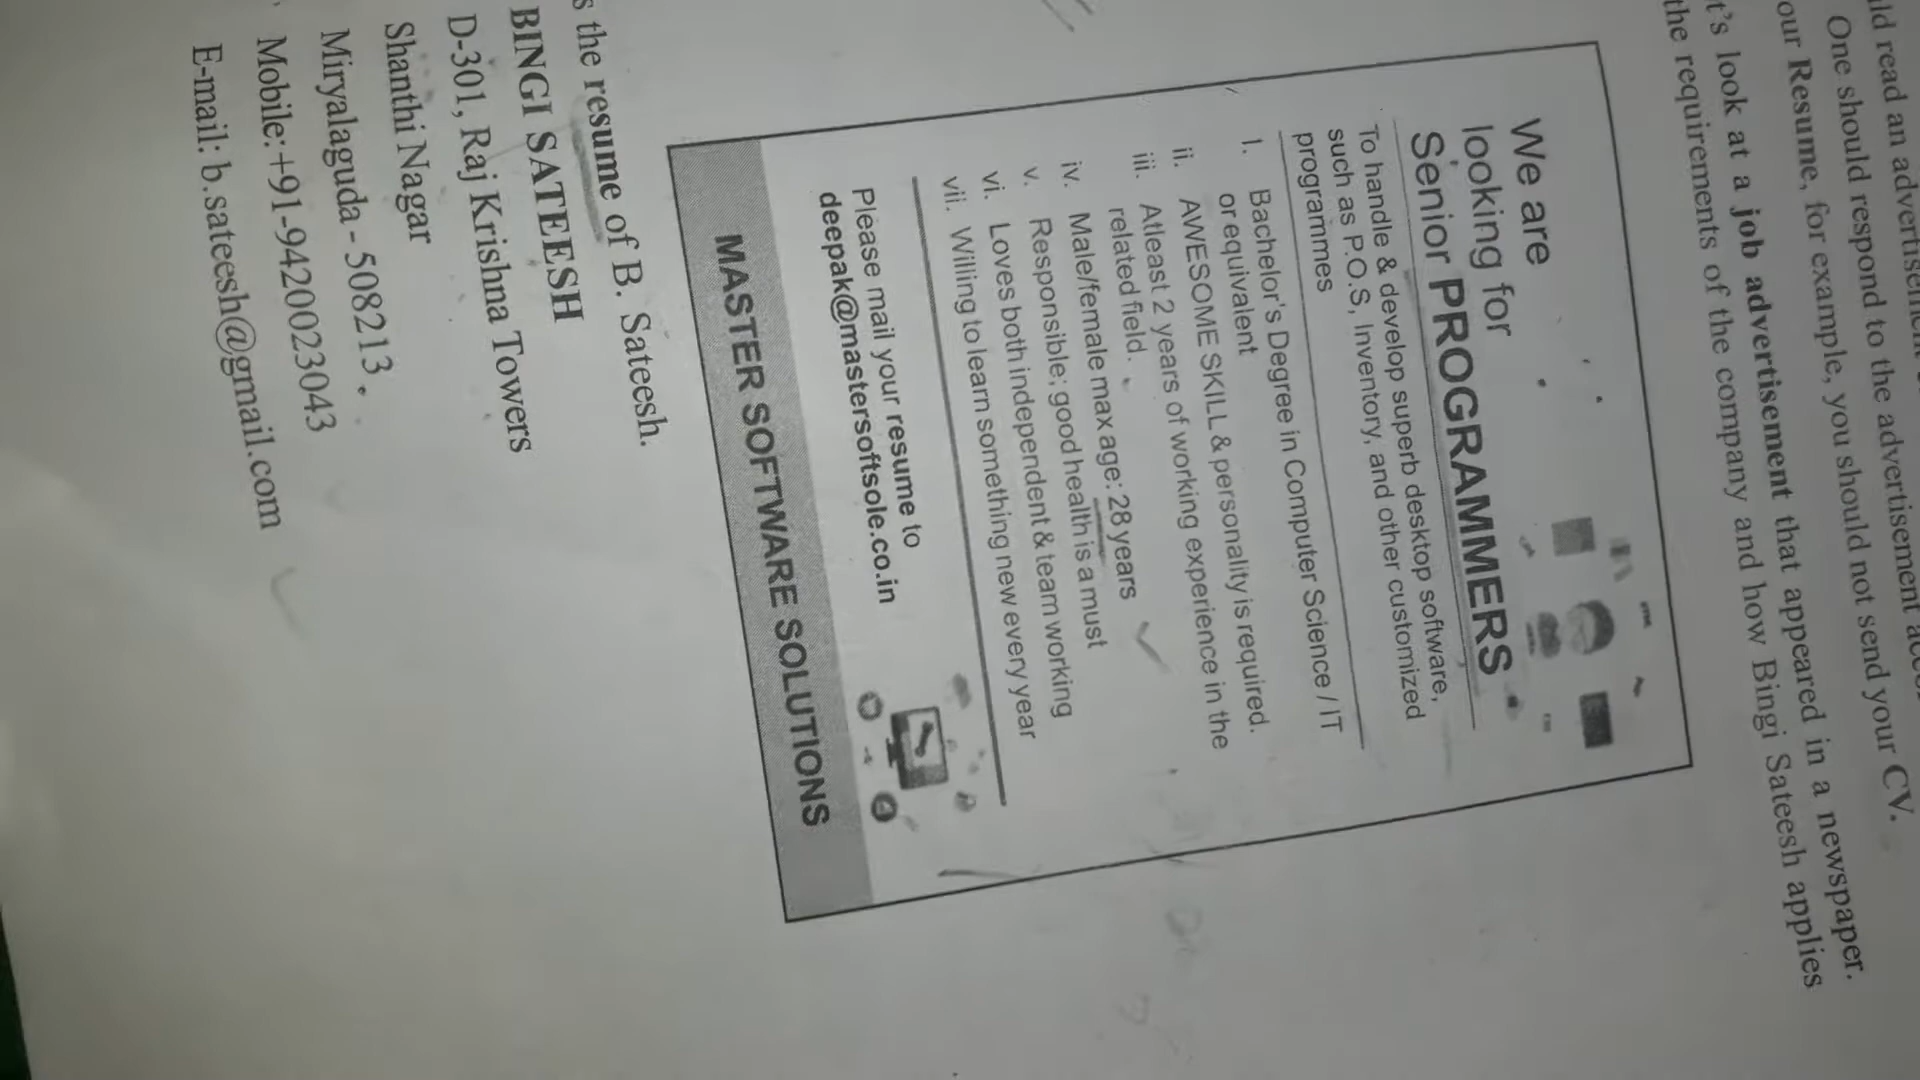 read an advertisement
One should respond to the advertisement
our Resume, for example, you should not send your CV.
t's look at a job advertisement that appeared in a newspaper.
the requirements of the company and how Bingi Sateesh applies
We are
looking for
Senior PROGRAMMERS
To handle & develop superb desktop software,
such as P.O.S, Inventory, and other customized
programmes
I. Bachelor's Degree in Computer Science / IT
or equivalent
ii. AWESOME SKILL & personality is required.
iii. Atleast 2 years of working experience in the
related field.
iv. Male/female max age: 28 years
v. Responsible; good health is a must
vi. Loves both independent & team working
vii. Willing to learn something new every year
Please mail your resume to
deepak@mastersoftsole.co.in
MASTER SOFTWARE SOLUTIONS
s the resume of B. Sateesh.
BINGI SATEESH
D-301, Raj Krishna Towers
Shanthi Nagar
Miryalaguda - 508213.
Mobile:+91-9420023043
E-mail: b.sateesh@gmail.com